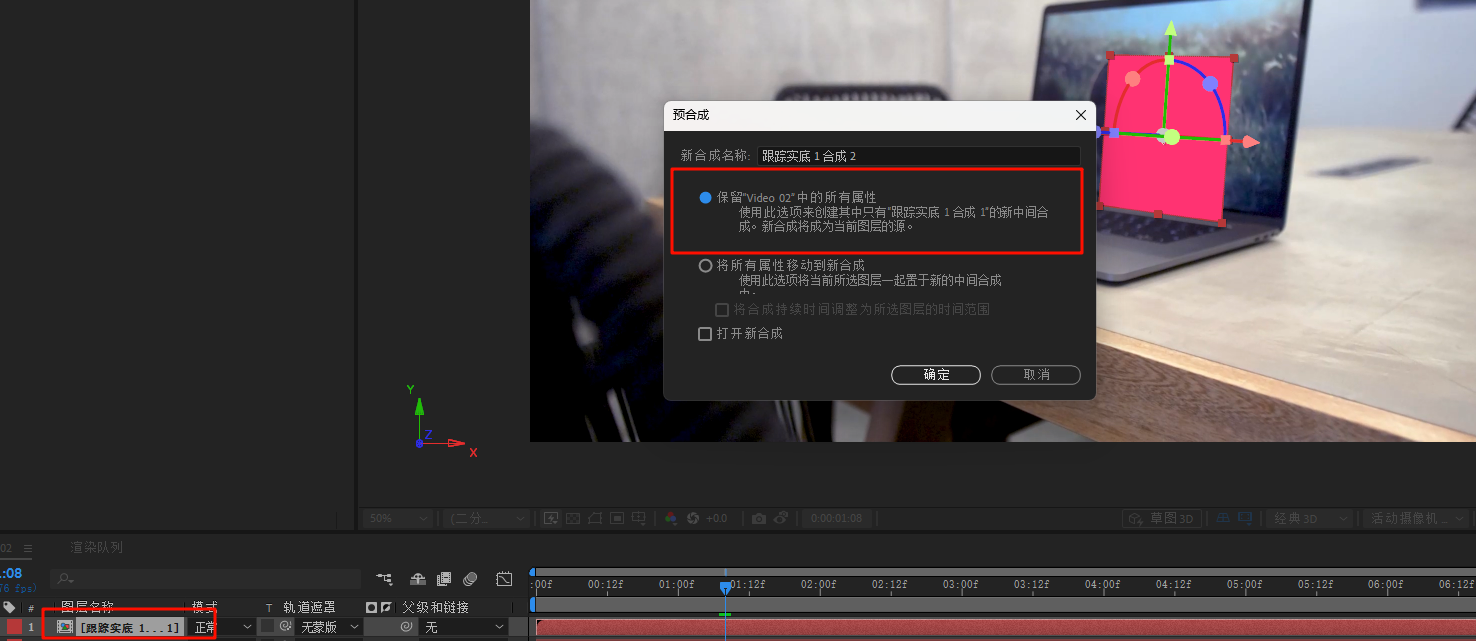 预合成
新合成名称: 跟踪实底 1 合成 2
保留"Video 02"中的所有属性
使用此选项来创建其中只有"跟踪实底 1 合成 1"的新中间合
成。新合成将成为当前图层的源。
将所有属性移动到新合成
使用此选项将当前所选图层一起置于新的中间合成
中。
将合成持续时间调整为所选图层的时间范围
打开新合成
确定 取消
Y
Z
X
50% (二分... +0.0 0:00:01:08 草图 3D 经典 3D 活动摄像机 ...
02 渲染队列
:08
76 fps)
:00f 00:12f 01:00f 01:12f 02:00f 02:12f 03:00f 03:12f 04:00f 04:12f 05:00f 05:12f 06:00f 06:12f
# 图层名称 模式 T 轨道遮罩 父级和链接
1 [跟踪实底 1...1] 正常 无蒙版 无